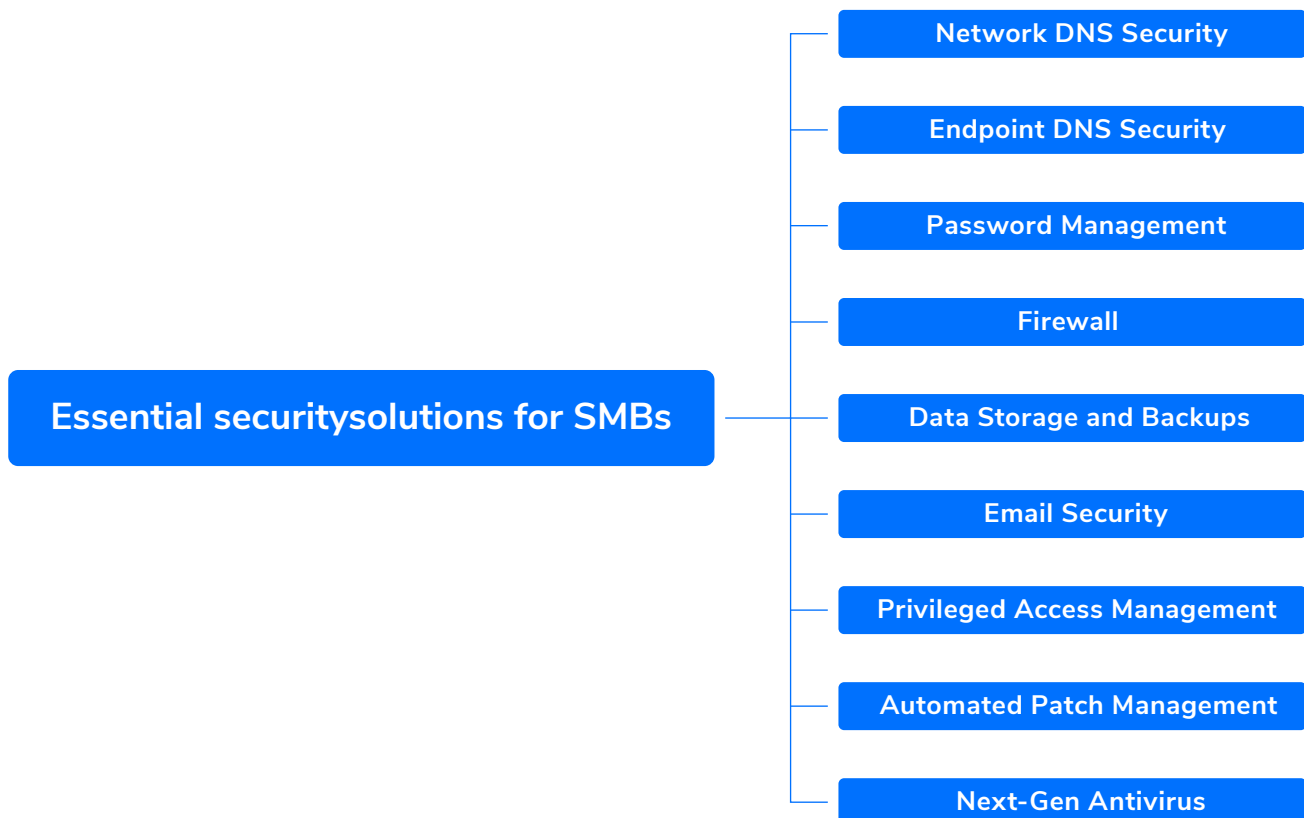 Network DNS Security
Endpoint DNS Security
Password Management
Firewall
Essential securitysolutions for SMBs
Data Storage and Backups
Email Security
Privileged Access Management
Automated Patch Management
Next-Gen Antivirus